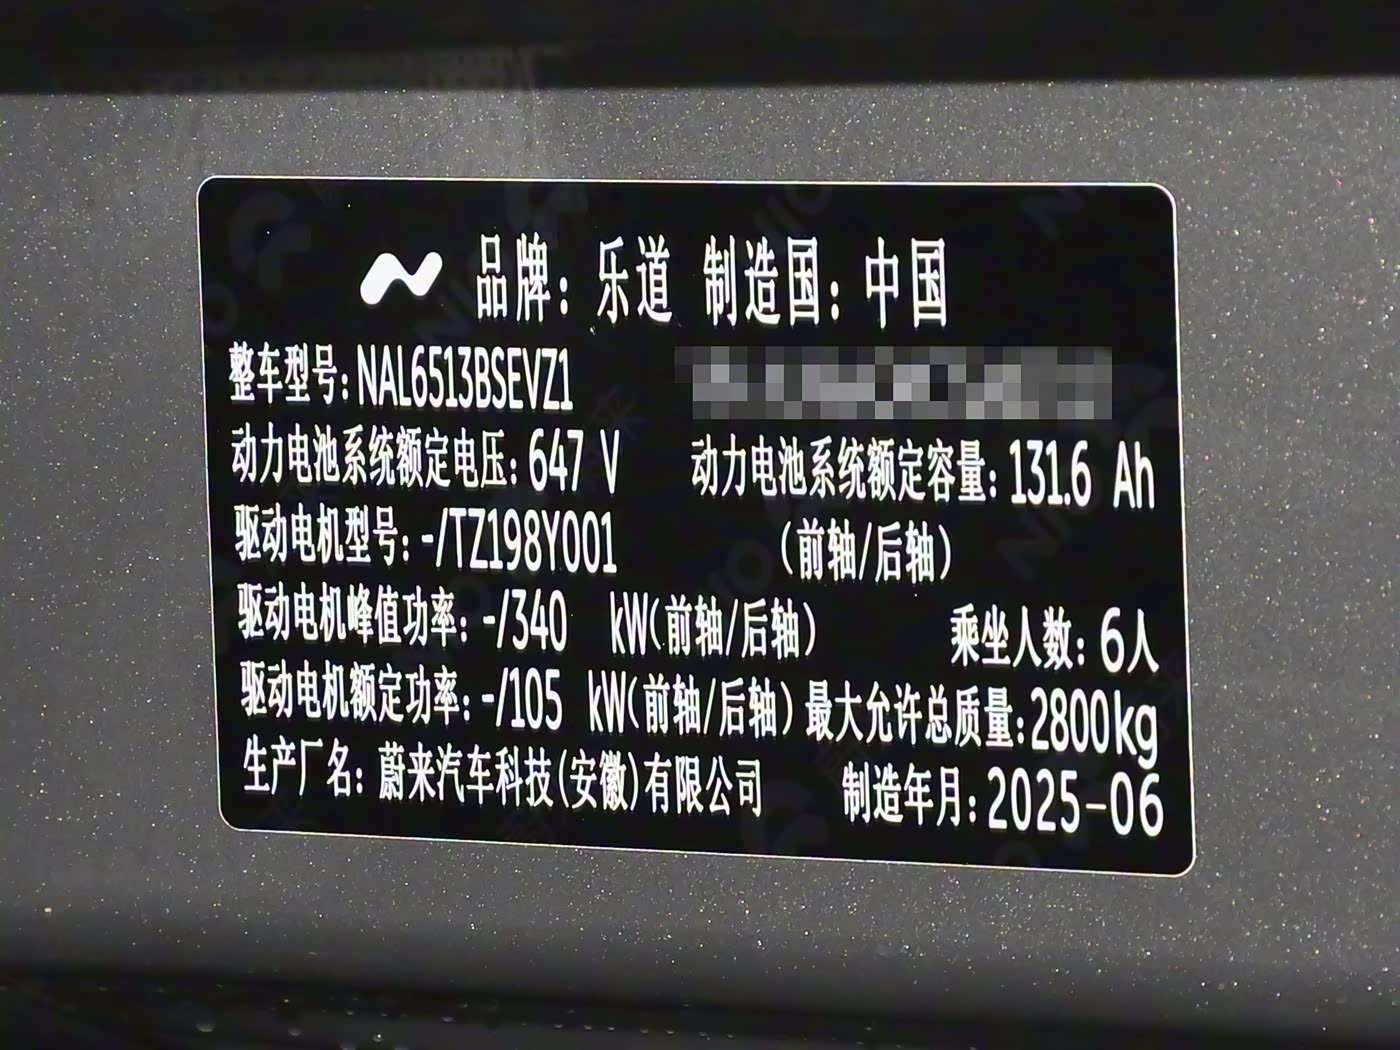 品牌：乐道 制造国：中国
整车型号：NAL6513BSEVZ1
动力电池系统额定电压：647 V 动力电池系统额定容量：131.6 Ah
驱动电机型号：-/TZ198Y001 （前轴/后轴）
驱动电机峰值功率：-/340 kW(前轴/后轴) 乘坐人数：6人
驱动电机额定功率：-/105 kW(前轴/后轴) 最大允许总质量：2800kg
生产厂名：蔚来汽车科技(安徽)有限公司 制造年月：2025-06